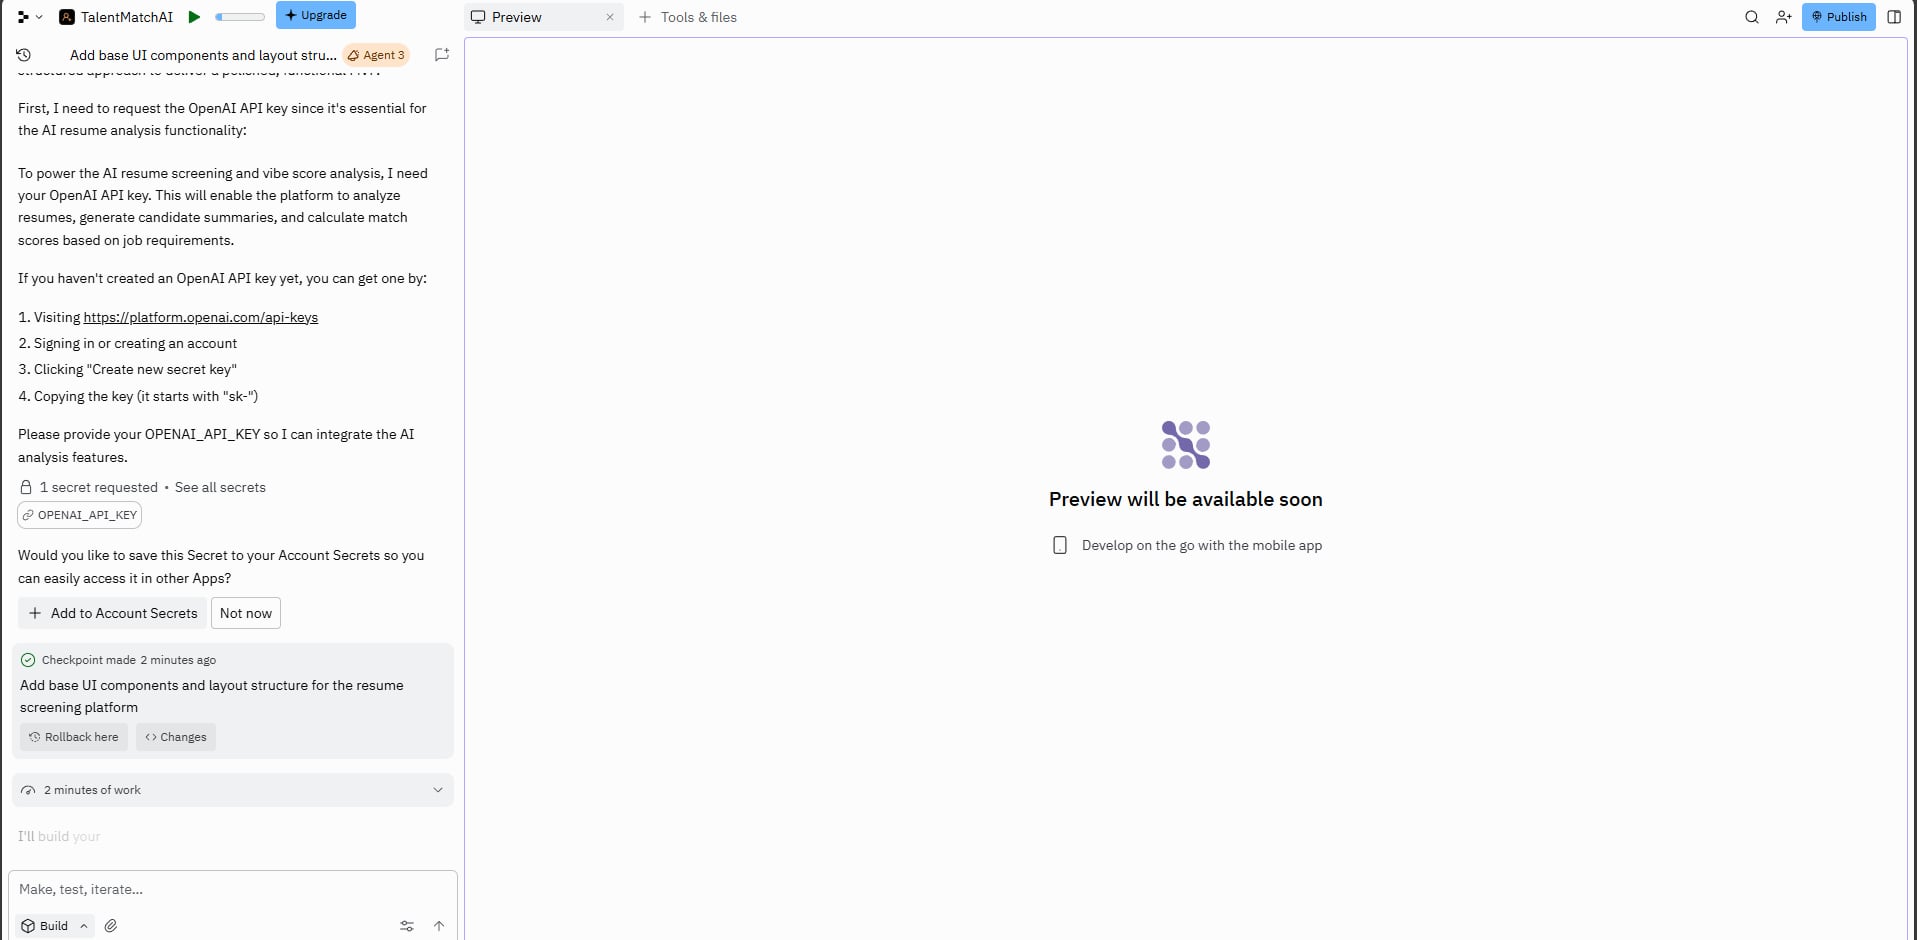 TalentMatchAI
Upgrade
Preview
Tools & files
Publish
Add base UI components and layout stru...
Agent 3
structured approach to deliver a polished, functional MVP.
First, I need to request the OpenAI API key since it's essential for
the AI resume analysis functionality:
To power the AI resume screening and vibe score analysis, I need
your OpenAI API key. This will enable the platform to analyze
resumes, generate candidate summaries, and calculate match
scores based on job requirements.
If you haven't created an OpenAI API key yet, you can get one by:
1. Visiting https://platform.openai.com/api-keys
2. Signing in or creating an account
3. Clicking "Create new secret key"
4. Copying the key (it starts with "sk-")
Please provide your OPENAI_API_KEY so I can integrate the AI
analysis features.
1 secret requested • See all secrets
OPENAI_API_KEY
Would you like to save this Secret to your Account Secrets so you
can easily access it in other Apps?
Add to Account Secrets
Not now
Checkpoint made 2 minutes ago
Add base UI components and layout structure for the resume
screening platform
Rollback here
Changes
2 minutes of work
I'll build your
Make, test, iterate...
Build
Preview will be available soon
Develop on the go with the mobile app